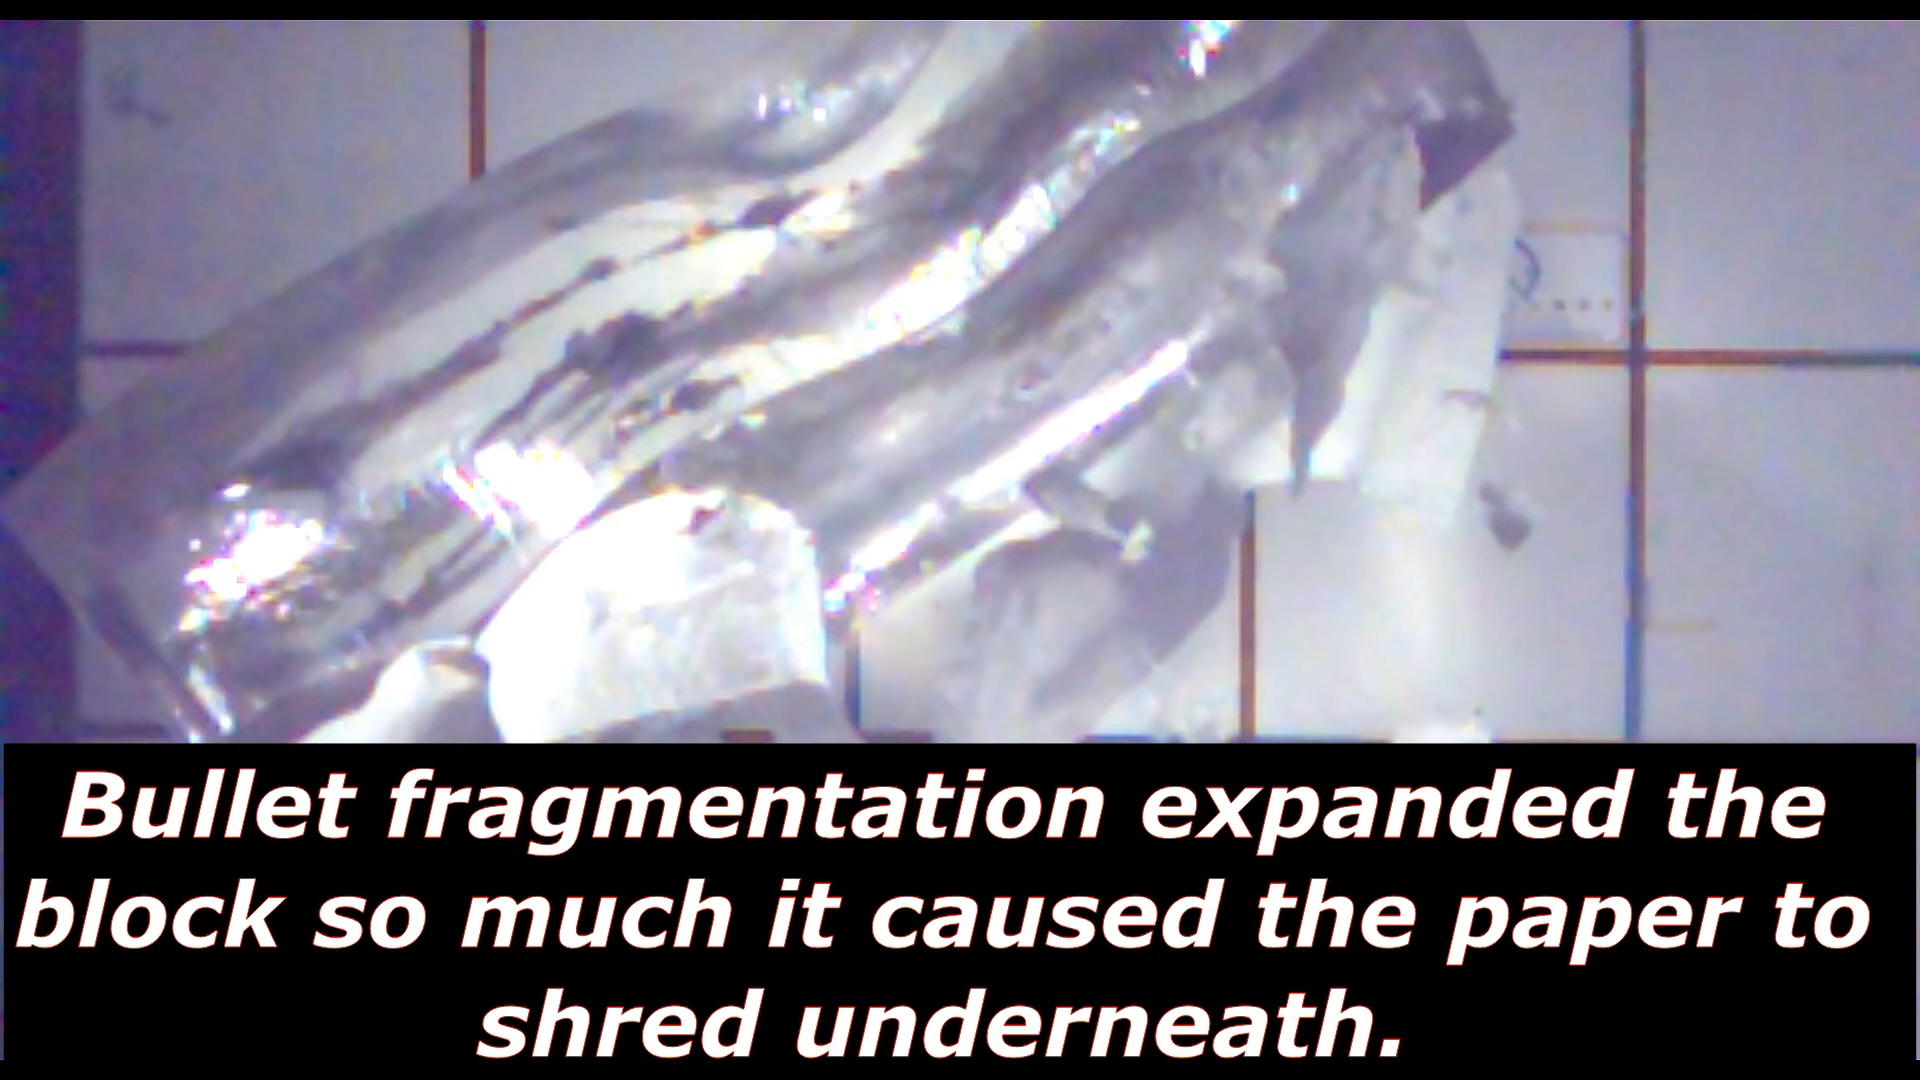 Bullet fragmentation expanded the
block so much it caused the paper to
shred underneath.